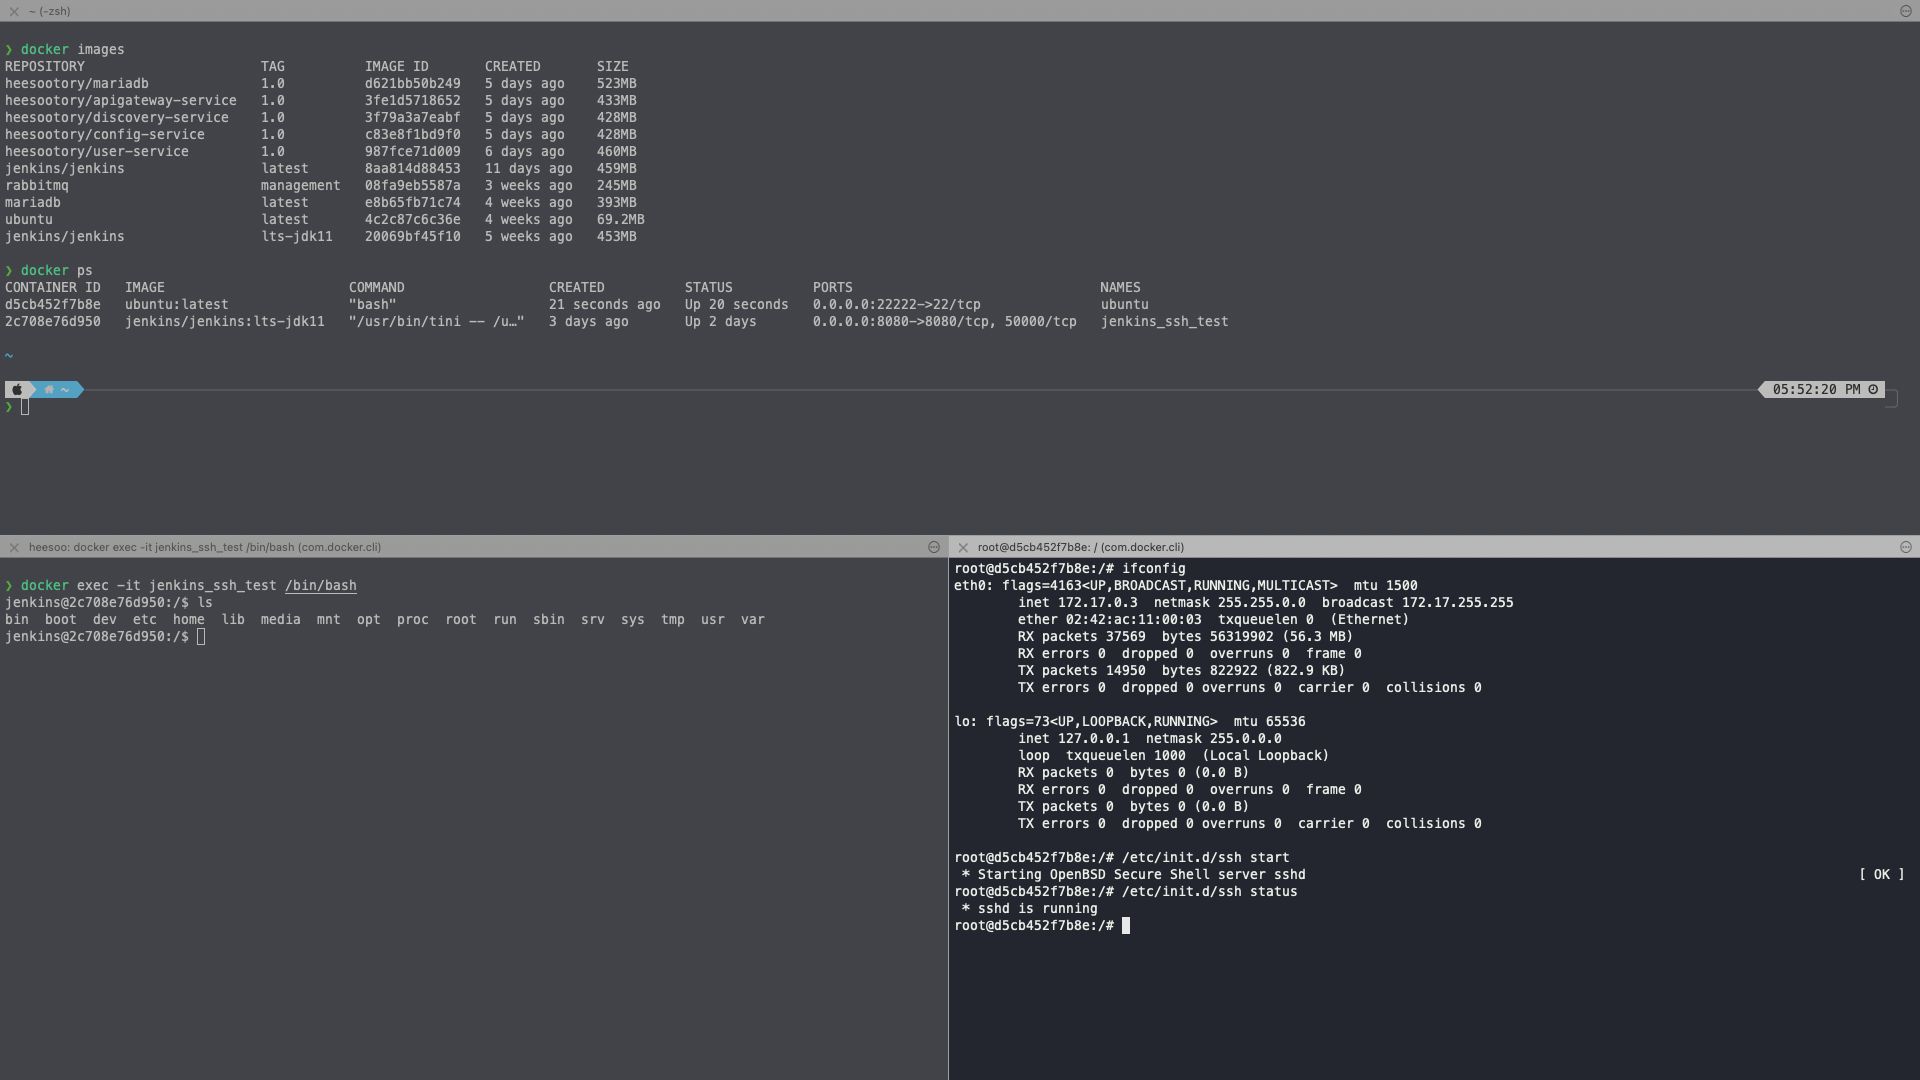 ~ (-zsh)
❯ docker images
REPOSITORY TAG IMAGE ID CREATED SIZE
heesootory/mariadb 1.0 d621bb50b249 5 days ago 523MB
heesootory/apigateway-service 1.0 3fe1d5718652 5 days ago 433MB
heesootory/discovery-service 1.0 3f79a3a7eabf 5 days ago 428MB
heesootory/config-service 1.0 c83e8f1bd9f0 5 days ago 428MB
heesootory/user-service 1.0 987fce71d009 6 days ago 460MB
jenkins/jenkins latest 8aa814d88453 11 days ago 459MB
rabbitmq management 08fa9eb5587a 3 weeks ago 245MB
mariadb latest e8b65fb71c74 4 weeks ago 393MB
ubuntu latest 4c2c87c6c36e 4 weeks ago 69.2MB
jenkins/jenkins lts-jdk11 20069bf45f10 5 weeks ago 453MB
❯ docker ps
CONTAINER ID IMAGE COMMAND CREATED STATUS PORTS NAMES
d5cb452f7b8e ubuntu:latest "bash" 21 seconds ago Up 20 seconds 0.0.0.0:22222->22/tcp ubuntu
2c708e76d950 jenkins/jenkins:lts-jdk11 "/usr/bin/tini -- /u…" 3 days ago Up 2 days 0.0.0.0:8080->8080/tcp, 50000/tcp jenkins_ssh_test
~
~ 05:52:20 PM
❯
heesoo: docker exec -it jenkins_ssh_test /bin/bash (com.docker.cli)
❯ docker exec -it jenkins_ssh_test /bin/bash
jenkins@2c708e76d950:/$ ls
bin boot dev etc home lib media mnt opt proc root run sbin srv sys tmp usr var
jenkins@2c708e76d950:/$
root@d5cb452f7b8e: / (com.docker.cli)
root@d5cb452f7b8e:/# ifconfig
eth0: flags=4163<UP,BROADCAST,RUNNING,MULTICAST> mtu 1500
inet 172.17.0.3 netmask 255.255.0.0 broadcast 172.17.255.255
ether 02:42:ac:11:00:03 txqueuelen 0 (Ethernet)
RX packets 37569 bytes 56319902 (56.3 MB)
RX errors 0 dropped 0 overruns 0 frame 0
TX packets 14950 bytes 822922 (822.9 KB)
TX errors 0 dropped 0 overruns 0 carrier 0 collisions 0
lo: flags=73<UP,LOOPBACK,RUNNING> mtu 65536
inet 127.0.0.1 netmask 255.0.0.0
loop txqueuelen 1000 (Local Loopback)
RX packets 0 bytes 0 (0.0 B)
RX errors 0 dropped 0 overruns 0 frame 0
TX packets 0 bytes 0 (0.0 B)
TX errors 0 dropped 0 overruns 0 carrier 0 collisions 0
root@d5cb452f7b8e:/# /etc/init.d/ssh start
* Starting OpenBSD Secure Shell server sshd [ OK ]
root@d5cb452f7b8e:/# /etc/init.d/ssh status
* sshd is running
root@d5cb452f7b8e:/#